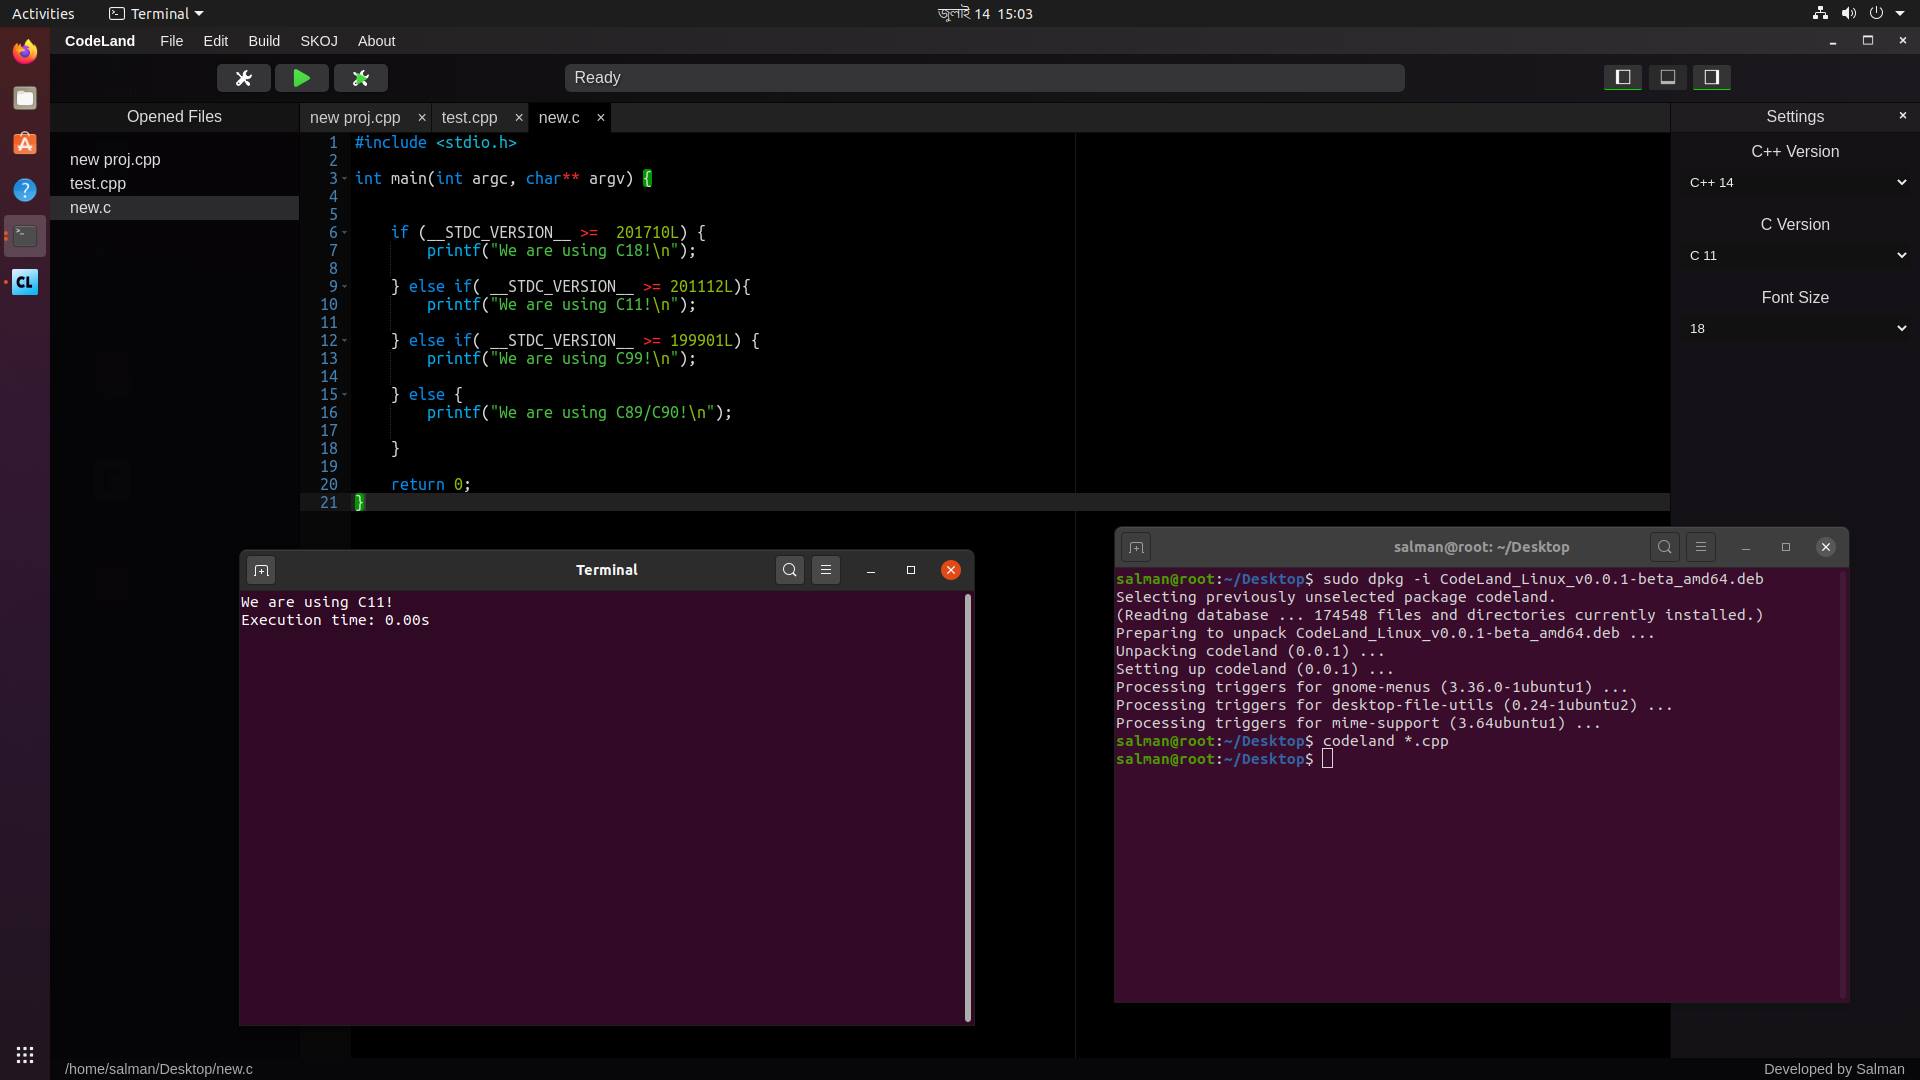 Activities
Terminal
জুলাই 14 15:03
CodeLand File Edit Build SKOJ About
Ready
Opened Files
new proj.cpp
test.cpp
new.c
new proj.cpp × test.cpp × new.c ×
1 #include <stdio.h>
2
3 int main(int argc, char** argv) {
4
5
6 if (__STDC_VERSION__ >=  201710L) {
7 printf("We are using C18!\n");
8
9 } else if( __STDC_VERSION__ >= 201112L){
10 printf("We are using C11!\n");
11
12 } else if( __STDC_VERSION__ >= 199901L) {
13 printf("We are using C99!\n");
14
15 } else {
16 printf("We are using C89/C90!\n");
17
18 }
19
20 return 0;
21 }
Settings ×
C++ Version
C++ 14
C Version
C 11
Font Size
18
Terminal
We are using C11!
Execution time: 0.00s
salman@root: ~/Desktop
salman@root:~/Desktop$ sudo dpkg -i CodeLand_Linux_v0.0.1-beta_amd64.deb
Selecting previously unselected package codeland.
(Reading database ... 174548 files and directories currently installed.)
Preparing to unpack CodeLand_Linux_v0.0.1-beta_amd64.deb ...
Unpacking codeland (0.0.1) ...
Setting up codeland (0.0.1) ...
Processing triggers for gnome-menus (3.36.0-1ubuntu1) ...
Processing triggers for desktop-file-utils (0.24-1ubuntu2) ...
Processing triggers for mime-support (3.64ubuntu1) ...
salman@root:~/Desktop$ codeland *.cpp
salman@root:~/Desktop$
CL
/home/salman/Desktop/new.c
Developed by Salman